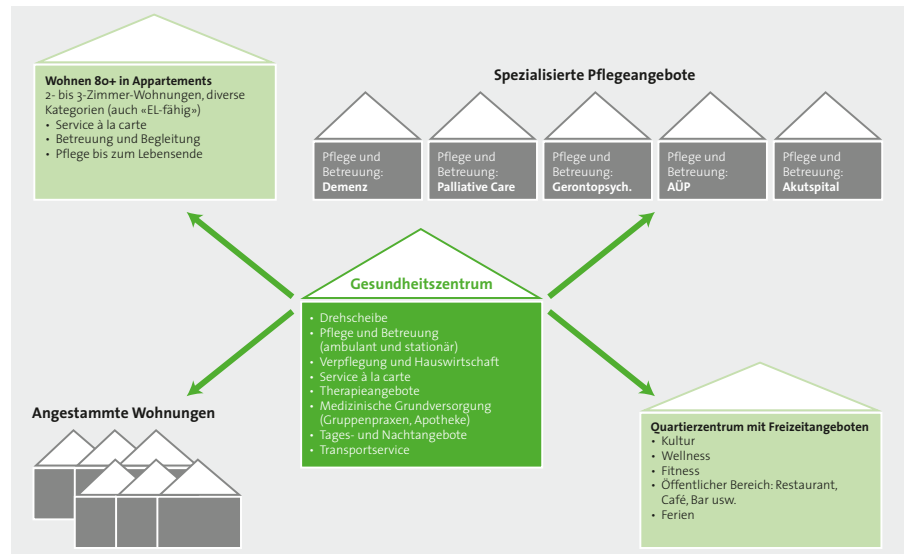 Wohnen 80+ in Appartements
2- bis 3-Zimmer-Wohnungen, diverse
Kategorien (auch «EL-fähig»)
• Service à la carte
• Betreuung und Begleitung
• Pflege bis zum Lebensende
Spezialisierte Pflegeangebote
Pflege und
Betreuung:
Demenz
Pflege und
Betreuung:
Palliative Care
Pflege und
Betreuung:
Gerontopsych.
Pflege und
Betreuung:
AÜP
Pflege und
Betreuung:
Akutspital
Gesundheitszentrum
• Drehscheibe
• Pflege und Betreuung
(ambulant und stationär)
• Verpflegung und Hauswirtschaft
• Service à la carte
• Therapieangebote
• Medizinische Grundversorgung
(Gruppenpraxen, Apotheke)
• Tages- und Nachtangebote
• Transportservice
Angestammte Wohnungen
Quartierzentrum mit Freizeitangeboten
• Kultur
• Wellness
• Fitness
• Öffentlicher Bereich: Restaurant,
Café, Bar usw.
• Ferien